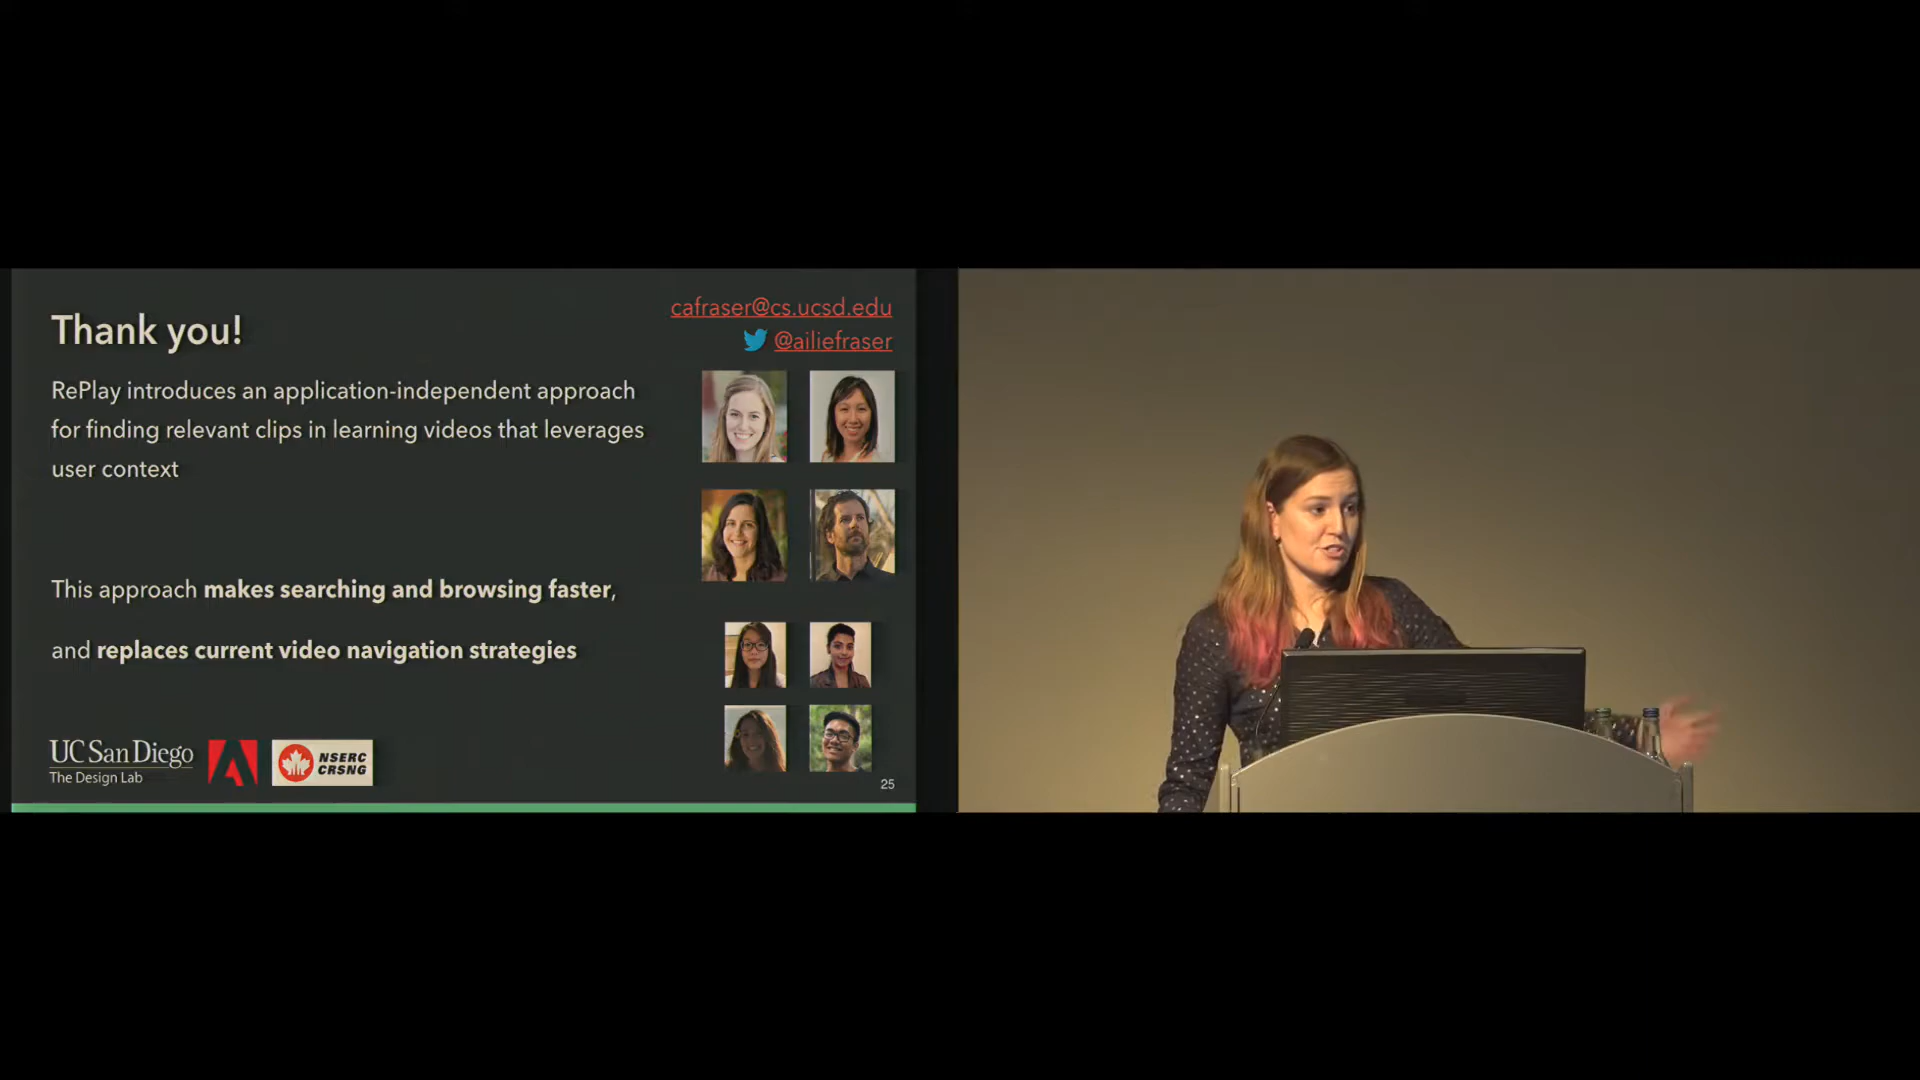 Thank you!
cafraser@cs.ucsd.edu
@ailiefraser
RePlay introduces an application-independent approach
for finding relevant clips in learning videos that leverages
user context
This approach makes searching and browsing faster,
and replaces current video navigation strategies
UC San Diego
The Design Lab
NSERC
CRSNG
25